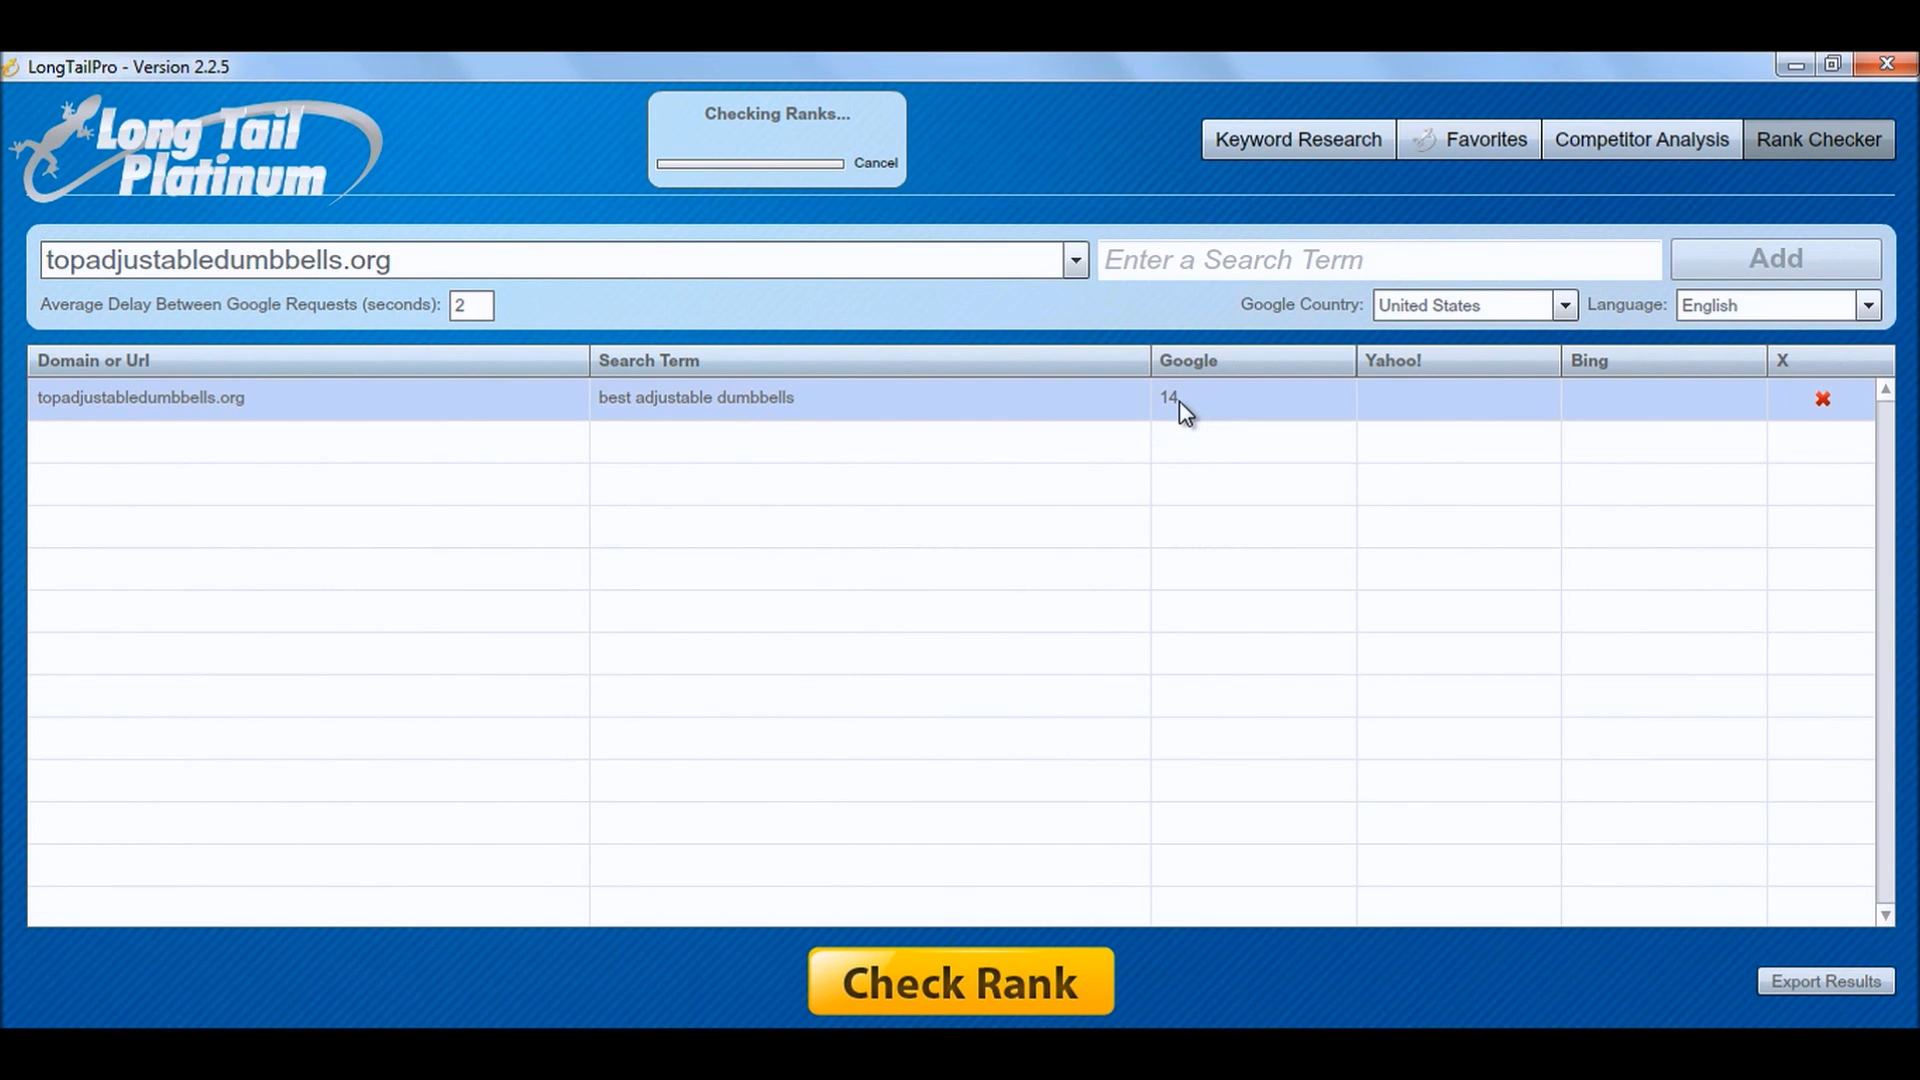 LongTailPro - Version 2.2.5
Long Tail
Platinum
Checking Ranks...
Cancel
Keyword Research
Favorites
Competitor Analysis
Rank Checker
topadjustabledumbbells.org
Enter a Search Term
Add
Average Delay Between Google Requests (seconds): 2
Google Country: United States
Language: English
Domain or Url
Search Term
Google
Yahoo!
Bing
X
topadjustabledumbbells.org
best adjustable dumbbells
14
Check Rank
Export Results